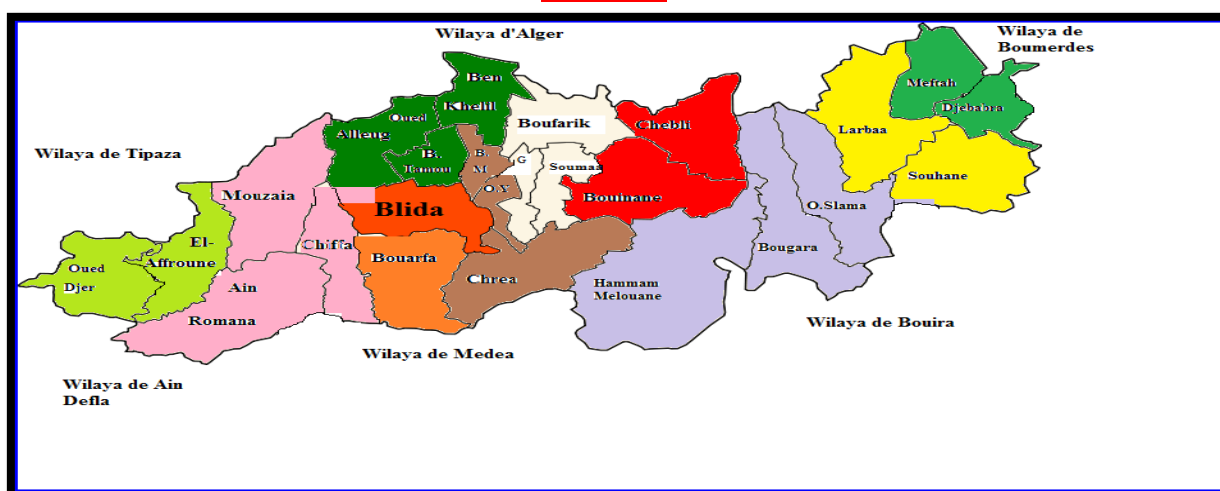 Wilaya d'Alger
Wilaya de
Boumerdes
Ben
Khelil
Meftah
Djebabra
Oued
Alleug
Boufarik
Chebli
Larbaa
B.
Tamou
B.
M
G
Soumaa
Wilaya de Tipaza
Souhane
Mouzaia
O.Y
Bouinane
Blida
O.Slama
El-
Affroune
Chiffa
Bouarfa
Bougara
Oued
Djer
Ain
Romana
Chrea
Hammam
Melouane
Wilaya de Bouira
Wilaya de Medea
Wilaya de Ain
Defla